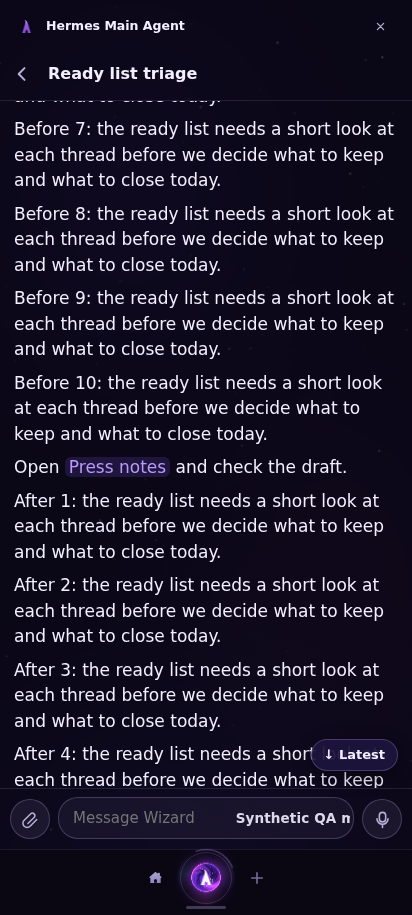 Hermes Main Agent
Ready list triage
and what to close today.
Before 7: the ready list needs a short look at
each thread before we decide what to keep
and what to close today.
Before 8: the ready list needs a short look at
each thread before we decide what to keep
and what to close today.
Before 9: the ready list needs a short look at
each thread before we decide what to keep
and what to close today.
Before 10: the ready list needs a short look
at each thread before we decide what to
keep and what to close today.
Open Press notes and check the draft.
After 1: the ready list needs a short look at
each thread before we decide what to keep
and what to close today.
After 2: the ready list needs a short look at
each thread before we decide what to keep
and what to close today.
After 3: the ready list needs a short look at
each thread before we decide what to keep
and what to close today.
After 4: the ready list needs a short
↓ Latest
each thread before we decide what to keep
Message Wizard
Synthetic QA m